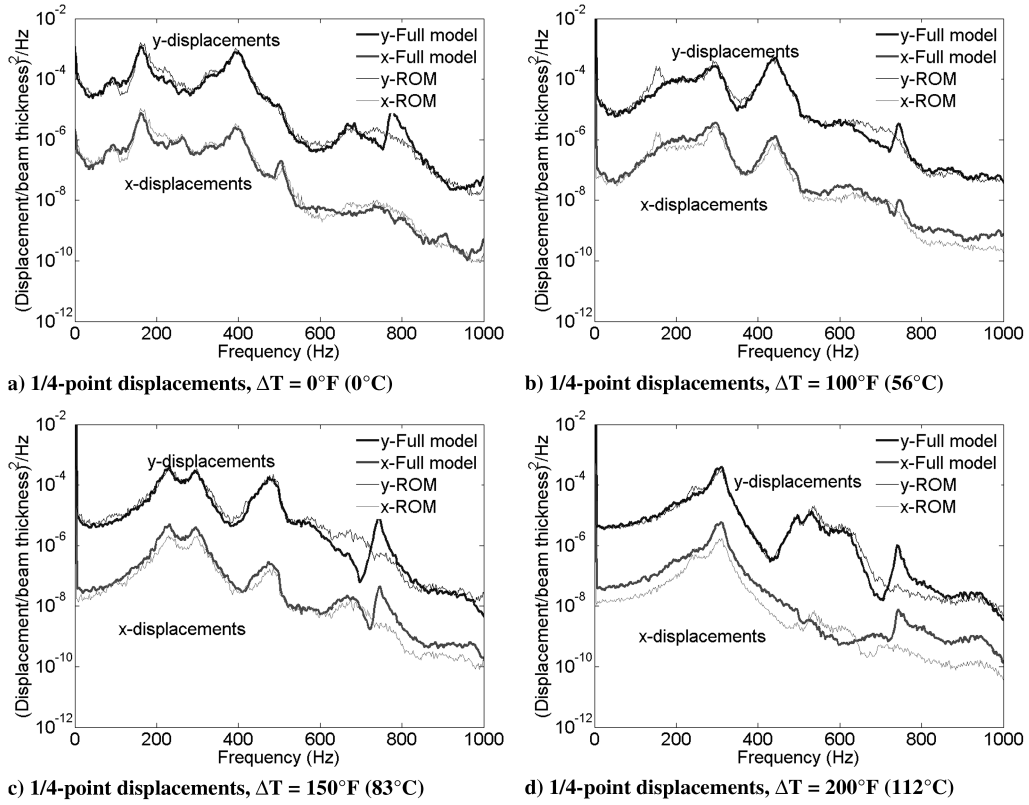 10^-2
y-displacements
y-Full model
x-Full model
y-ROM
x-ROM
10^-4
10^-6
x-displacements
10^-8
10^-10
10^-12
(Displacement/beam thickness)^2/Hz
0 200 400 600 800 1000
Frequency (Hz)
a) 1/4-point displacements, ΔT = 0°F (0°C)
10^-2
y-displacements
y-Full model
x-Full model
y-ROM
x-ROM
10^-4
10^-6
x-displacements
10^-8
10^-10
10^-12
(Displacement/beam thickness)^2/Hz
0 200 400 600 800 1000
Frequency (Hz)
b) 1/4-point displacements, ΔT = 100°F (56°C)
10^-2
y-displacements
y-Full model
x-Full model
y-ROM
x-ROM
10^-4
10^-6
x-displacements
10^-8
10^-10
10^-12
(Displacement/beam thickness)^2/Hz
0 200 400 600 800 1000
Frequency (Hz)
c) 1/4-point displacements, ΔT = 150°F (83°C)
10^-2
y-displacements
y-Full model
x-Full model
y-ROM
x-ROM
10^-4
10^-6
x-displacements
10^-8
10^-10
10^-12
(Displacement/beam thickness)^2/Hz
0 200 400 600 800 1000
Frequency (Hz)
d) 1/4-point displacements, ΔT = 200°F (112°C)